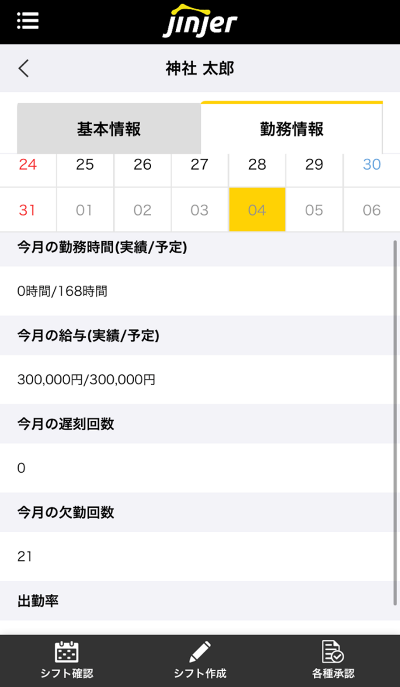 jinjer
神社 太郎
基本情報 勤務情報
24 25 26 27 28 29 30
31 01 02 03 04 05 06
今月の勤務時間(実績/予定)
0時間/168時間
今月の給与(実績/予定)
300,000円/300,000円
今月の遅刻回数
0
今月の欠勤回数
21
出勤率
シフト確認 シフト作成 各種承認